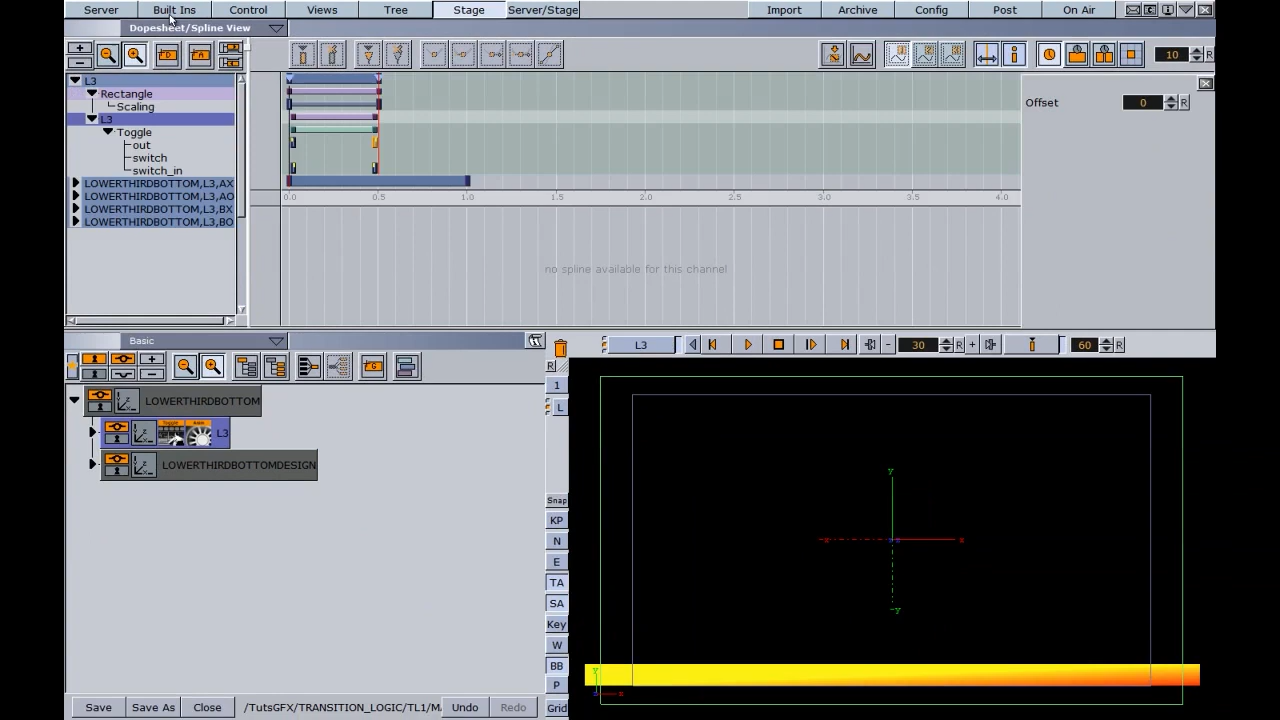 Server Built Ins Control Views Tree Stage Server/Stage Import Archive Config Post On Air
Dopesheet/Spline View
10 R
L3
Rectangle
Scaling
L3
Toggle
out
switch
switch_in
LOWERTHIRDBOTTOM,L3,AX
LOWERTHIRDBOTTOM,L3,AO
LOWERTHIRDBOTTOM,L3,BX
LOWERTHIRDBOTTOM,L3,BO
0.0 0.5 1.0 1.5 2.0 2.5 3.0 3.5 4.0
no spline available for this channel
Offset 0 R
Basic
L3 30 R - + 60 R
R
1
L
LOWERTHIRDBOTTOM
L3
LOWERTHIRDBOTTOMDESIGN
Snap
KP
N
E
TA
SA
Key
W
BB
P
Grid
Y
-Y
Y
Save Save As Close /TutsGFX/TRANSITION_LOGIC/TL1/M Undo Redo